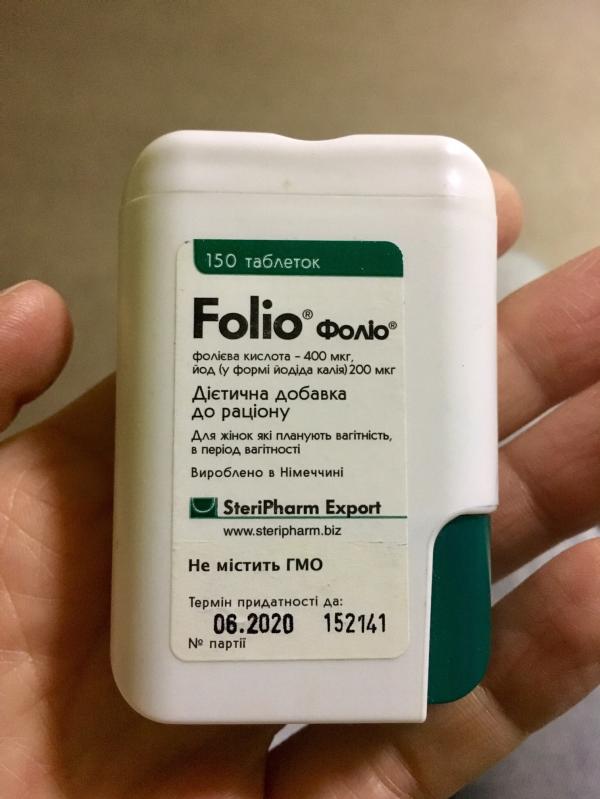 150 таблеток
Folio® Фоліо®
фолієва кислота – 400 мкг,
йод (у формі йодіда калія) 200 мкг
Дієтична добавка
до раціону
Для жінок які планують вагітність,
в період вагітності
Вироблено в Німеччині
SteriPharm Export
www.steripharm.biz
Не містить ГМО
Термін придатності до:
06.2020 152141
№ партії